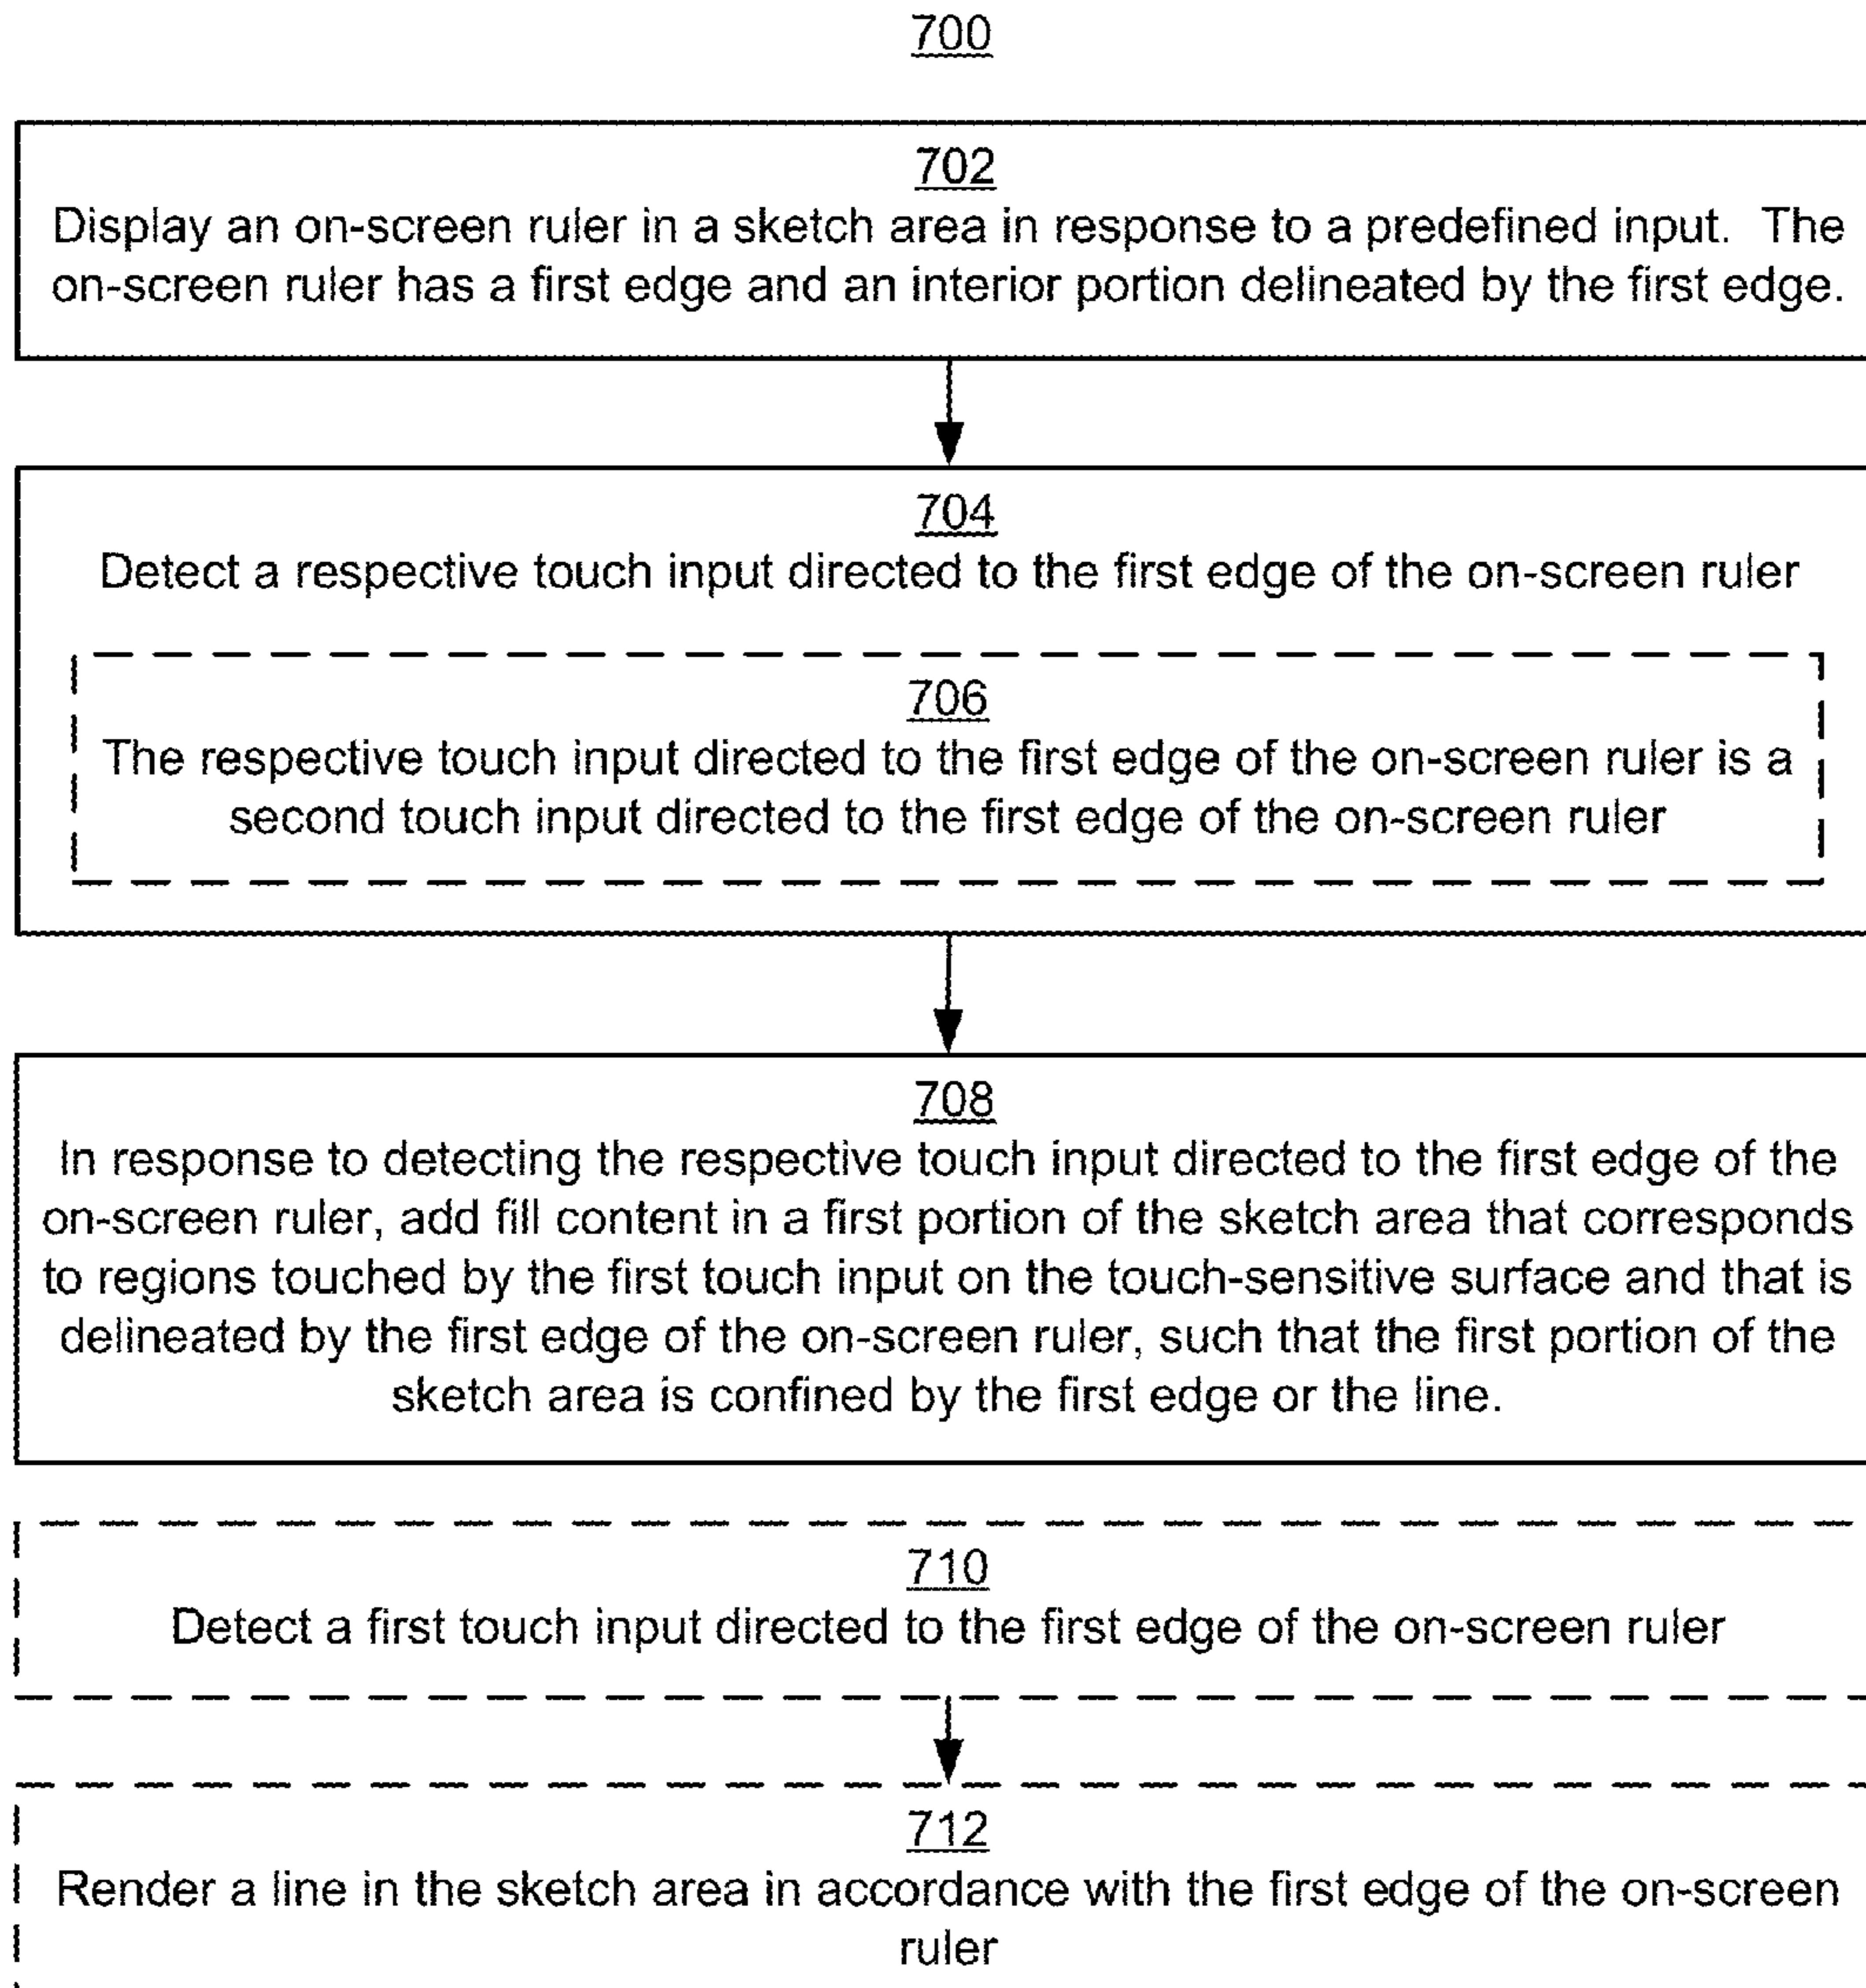 700
702
Display an on-screen ruler in a sketch area in response to a predefined input. The
on-screen ruler has a first edge and an interior portion delineated by the first edge.
704
Detect a respective touch input directed to the first edge of the on-screen ruler
706
The respective touch input directed to the first edge of the on-screen ruler is a
second touch input directed to the first edge of the on-screen ruler
708
In response to detecting the respective touch input directed to the first edge of the
on-screen ruler, add fill content in a first portion of the sketch area that corresponds
to regions touched by the first touch input on the touch-sensitive surface and that is
delineated by the first edge of the on-screen ruler, such that the first portion of the
sketch area is confined by the first edge or the line.
710
Detect a first touch input directed to the first edge of the on-screen ruler
712
Render a line in the sketch area in accordance with the first edge of the on-screen
ruler